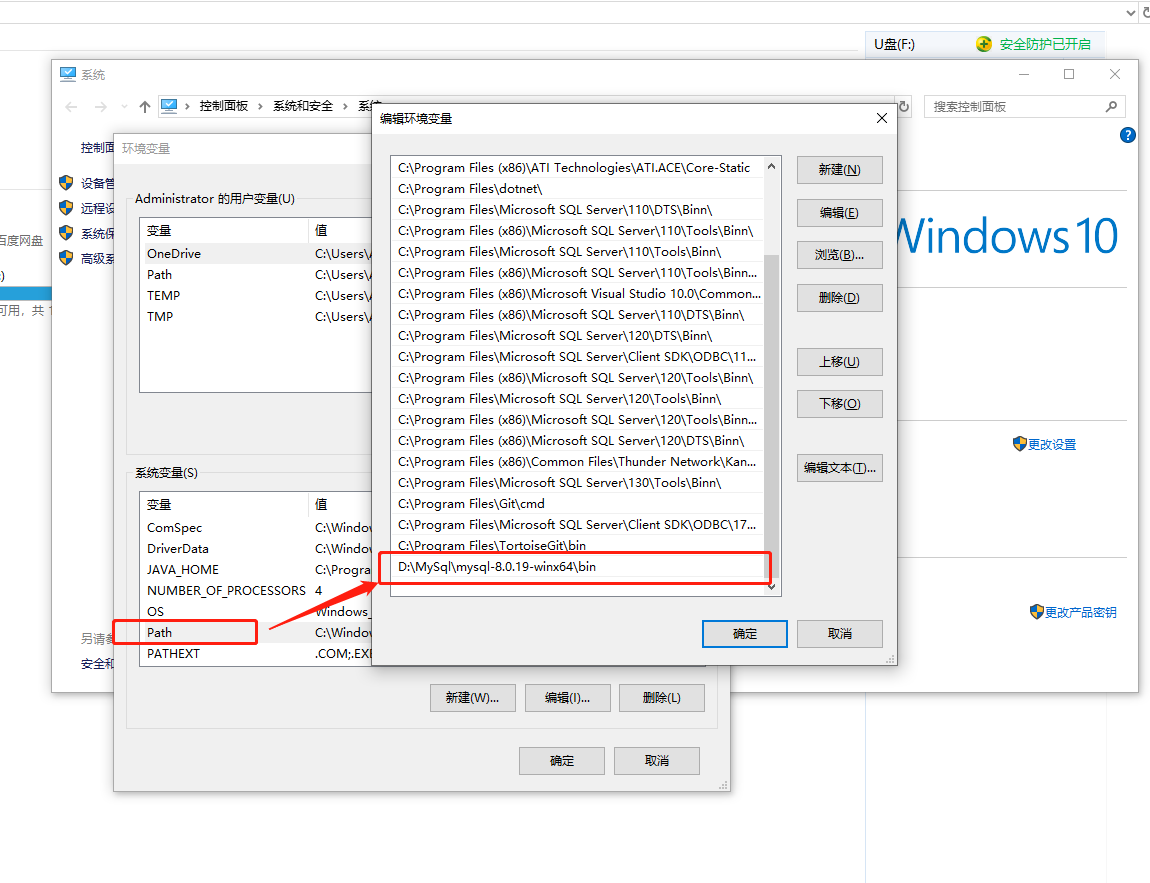 U盘(F:)
安全防护已开启
系统
控制面板
系统和安全
搜索控制面板
编辑环境变量
环境变量
设备管
远程设
系统保
高级系
百度网盘
可用，共
Administrator 的用户变量(U)
变量
值
OneDrive
C:\Users\
Path
C:\Users\
TEMP
C:\Users\
TMP
C:\Users\
系统变量(S)
变量
值
ComSpec
C:\Windo
DriverData
C:\Windo
JAVA_HOME
C:\Progra
NUMBER_OF_PROCESSORS
4
OS
Windows_
Path
C:\Windo
PATHEXT
.COM;.EXE
新建(W)...
编辑(I)...
删除(L)
确定
取消
C:\Program Files (x86)\ATI Technologies\ATI.ACE\Core-Static
C:\Program Files\dotnet\
C:\Program Files\Microsoft SQL Server\110\DTS\Binn\
C:\Program Files (x86)\Microsoft SQL Server\110\Tools\Binn\
C:\Program Files\Microsoft SQL Server\110\Tools\Binn\
C:\Program Files (x86)\Microsoft SQL Server\110\Tools\Binn...
C:\Program Files (x86)\Microsoft Visual Studio 10.0\Common...
C:\Program Files (x86)\Microsoft SQL Server\110\DTS\Binn\
C:\Program Files\Microsoft SQL Server\120\DTS\Binn\
C:\Program Files\Microsoft SQL Server\Client SDK\ODBC\11...
C:\Program Files (x86)\Microsoft SQL Server\120\Tools\Binn\
C:\Program Files\Microsoft SQL Server\120\Tools\Binn\
C:\Program Files (x86)\Microsoft SQL Server\120\Tools\Binn...
C:\Program Files (x86)\Microsoft SQL Server\120\DTS\Binn\
C:\Program Files (x86)\Common Files\Thunder Network\Kan...
C:\Program Files\Microsoft SQL Server\130\Tools\Binn\
C:\Program Files\Git\cmd
C:\Program Files\Microsoft SQL Server\Client SDK\ODBC\17...
C:\Program Files\TortoiseGit\bin
D:\MySql\mysql-8.0.19-winx64\bin
新建(N)
编辑(E)
浏览(B)...
删除(D)
上移(U)
下移(O)
编辑文本(T)...
确定
取消
Windows 10
更改设置
更改产品密钥
另请参
安全和